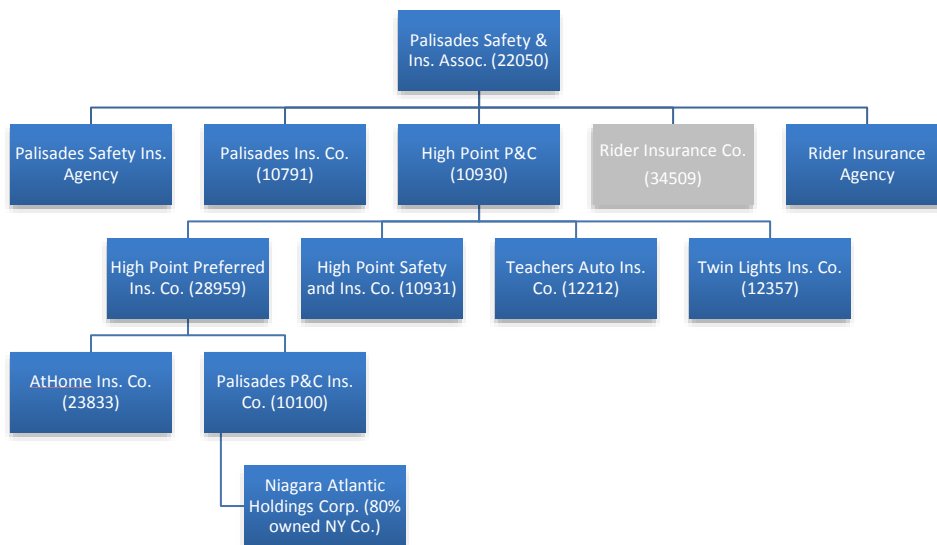 Palisades Safety &
Ins. Assoc. (22050)
Palisades Safety Ins.
Agency
Palisades Ins. Co.
(10791)
High Point P&C
(10930)
Rider Insurance Co.
(34509)
Rider Insurance
Agency
High Point Preferred
Ins. Co. (28959)
High Point Safety
and Ins. Co. (10931)
Teachers Auto Ins.
Co. (12212)
Twin Lights Ins. Co.
(12357)
AtHome Ins. Co.
(23833)
Palisades P&C Ins.
Co. (10100)
Niagara Atlantic
Holdings Corp. (80%
owned NY Co.)